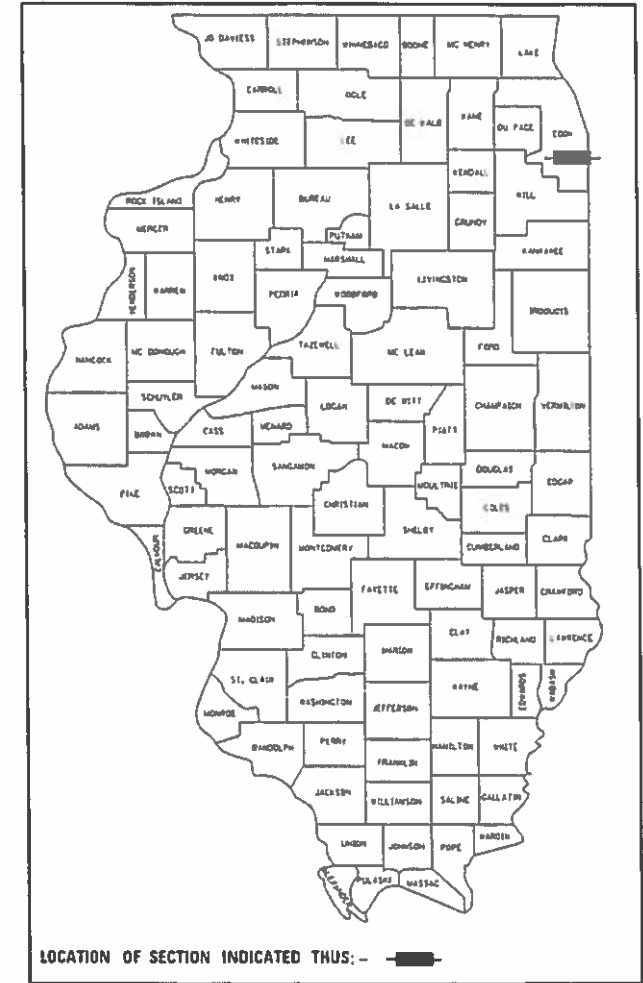 JO DAVIESS STEPHENSON WINNEBAGO BOONE MC HENRY LAKE
CARROLL OGLE DE KALB KANE DU PAGE COOK
WHITESIDE LEE KENDALL WILL
ROCK ISLAND HENRY BUREAU LA SALLE GRUNDY
MERCER PUTNAM KANKAKEE
STARK MARSHALL
HENDERSON WARREN KNOX PEORIA WOODFORD LIVINGSTON IROQUOIS
HANCOCK MC DONOUGH FULTON TAZEWELL MC LEAN FORD
SCHUYLER MASON LOGAN DE WITT CHAMPAIGN VERMILION
ADAMS BROWN CASS MENARD MACON PIATT
MORGAN SANGAMON MOULTRIE DOUGLAS EDGAR
PIKE SCOTT CHRISTIAN COLES
GREENE MACOUPIN MONTGOMERY SHELBY CUMBERLAND CLARK
CALHOUN JERSEY FAYETTE EFFINGHAM JASPER CRAWFORD
MADISON BOND CLAY RICHLAND LAWRENCE
CLINTON MARION
ST. CLAIR WASHINGTON JEFFERSON WAYNE EDWARDS WABASH
MONROE
RANDOLPH PERRY FRANKLIN HAMILTON WHITE
JACKSON WILLIAMSON SALINE GALLATIN
UNION JOHNSON POPE HARDIN
ALEXANDER PULASKI MASSAC
LOCATION OF SECTION INDICATED THUS: -